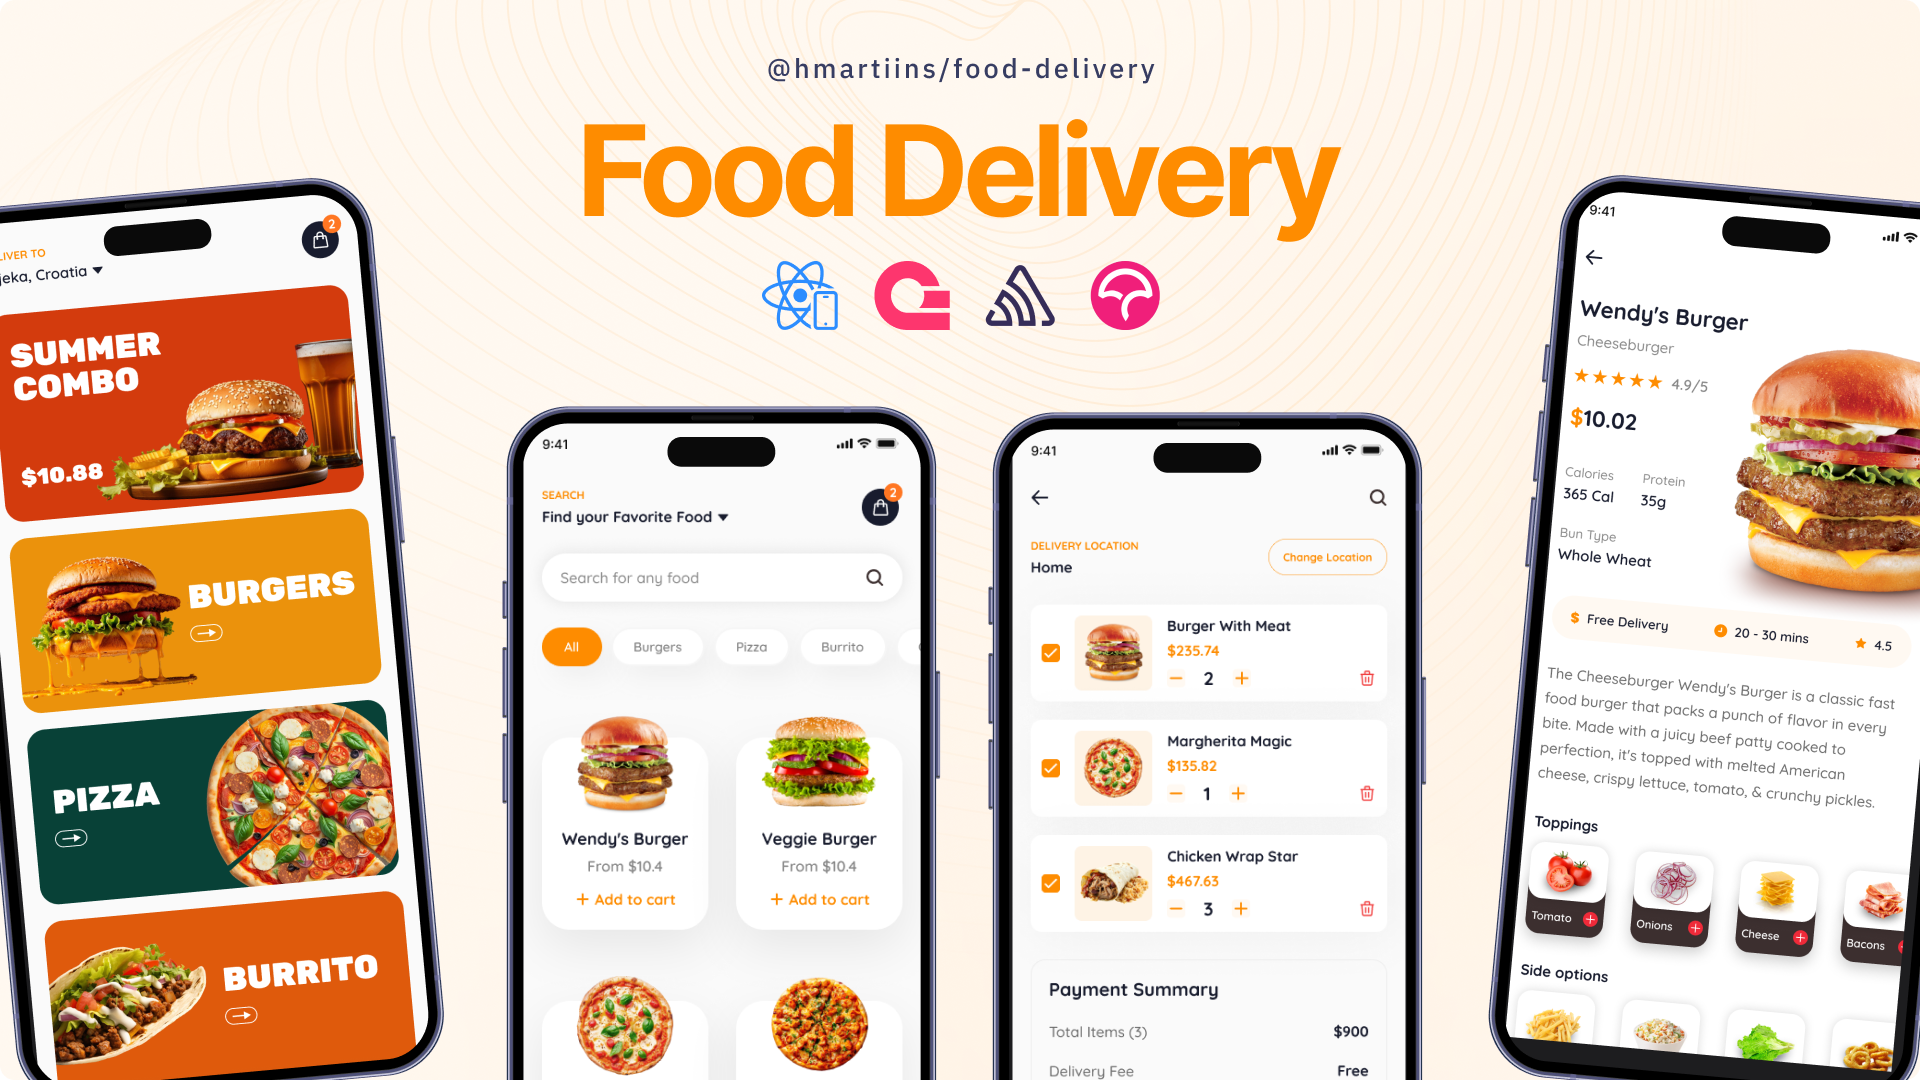 @hmartiins/food-delivery
Food Delivery
2
LIVER TO
jeka, Croatia
SUMMER
COMBO
$10.88
BURGERS
PIZZA
BURRITO
9:41
SEARCH
Find your Favorite Food
2
Search for any food
All
Burgers
Pizza
Burrito
Wendy's Burger
From $10.4
+ Add to cart
Veggie Burger
From $10.4
+ Add to cart
9:41
DELIVERY LOCATION
Home
Change Location
Burger With Meat
$235.74
2
Margherita Magic
$135.82
1
Chicken Wrap Star
$467.63
3
Payment Summary
Total Items (3)
$900
Delivery Fee
Free
9:41
Wendy's Burger
Cheeseburger
4.9/5
$10.02
Calories
365 Cal
Protein
35g
Bun Type
Whole Wheat
$ Free Delivery
20 - 30 mins
4.5
The Cheeseburger Wendy's Burger is a classic fast
food burger that packs a punch of flavor in every
bite. Made with a juicy beef patty cooked to
perfection, it's topped with melted American
cheese, crispy lettuce, tomato, & crunchy pickles.
Toppings
Tomato
Onions
Cheese
Bacons
Side options